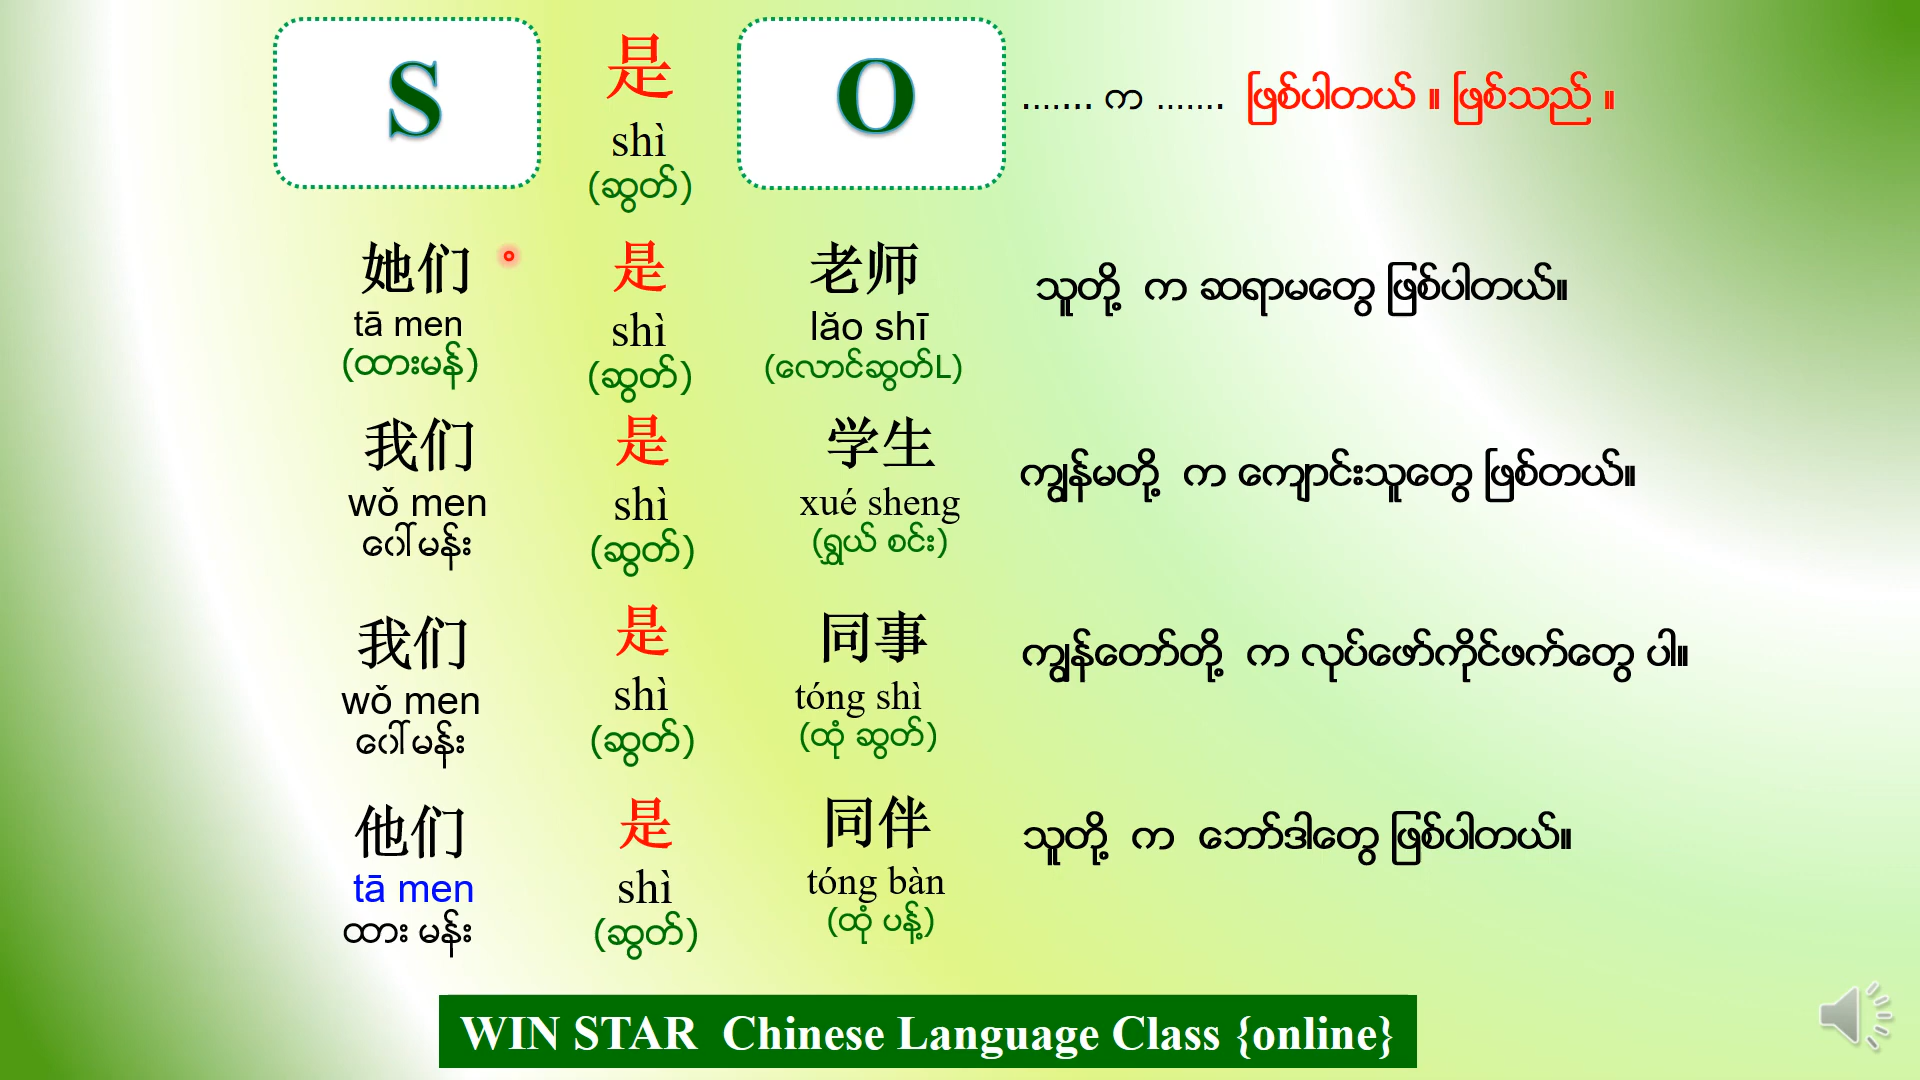 S 是 O ....... က ....... ဖြစ်ပါတယ် ။ ဖြစ်သည် ။
shì
(ဆွတ်)
她们 是 老师 သူတို့ က ဆရာမတွေ ဖြစ်ပါတယ်။
tā men shì lăo shī
(ထားမန်) (ဆွတ်) (လောင်ဆွတ်L)
我们 是 学生 ကျွန်မတို့ က ကျောင်းသူတွေ ဖြစ်တယ်။
wǒ men shì xué sheng
ဝေါ်မန်း (ဆွတ်) (ရွှယ် စင်း)
我们 是 同事 ကျွန်တော်တို့ က လုပ်ဖော်ကိုင်ဖက်တွေ ပါ။
wǒ men shì tóng shì
ဝေါ်မန်း (ဆွတ်) (ထုံ ဆွတ်)
他们 是 同伴 သူတို့ က ဘော်ဒါတွေ ဖြစ်ပါတယ်။
tā men shì tóng bàn
ထား မန်း (ဆွတ်) (ထုံ ပန့်)
WIN STAR Chinese Language Class {online}